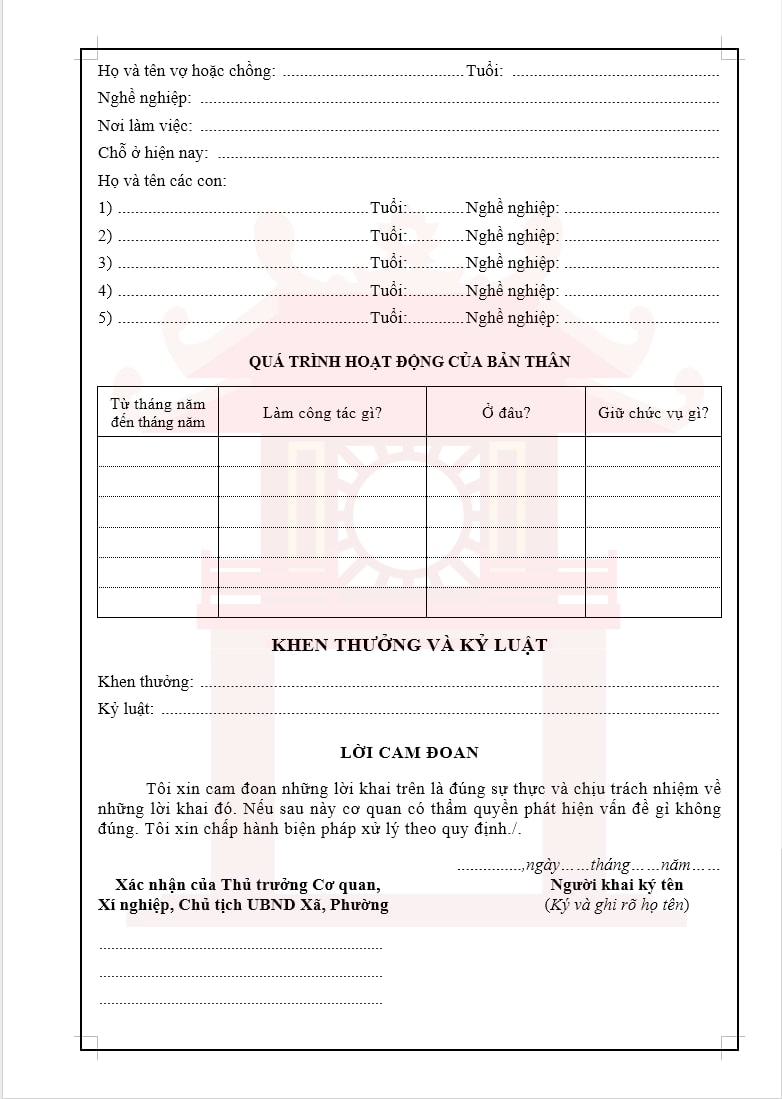 Họ và tên vợ hoặc chồng: ........................................ Tuổi: ..............................................
Nghề nghiệp: ...................................................................................................................
Nơi làm việc: ...................................................................................................................
Chỗ ở hiện nay: ...............................................................................................................
Họ và tên các con:
1) ........................................................Tuổi:.............Nghề nghiệp: ...................................
2) ........................................................Tuổi:.............Nghề nghiệp: ...................................
3) ........................................................Tuổi:.............Nghề nghiệp: ...................................
4) ........................................................Tuổi:.............Nghề nghiệp: ...................................
5) ........................................................Tuổi:.............Nghề nghiệp: ...................................
QUÁ TRÌNH HOẠT ĐỘNG CỦA BẢN THÂN
Từ tháng năm
đến tháng năm
Làm công tác gì?
Ở đâu?
Giữ chức vụ gì?
KHEN THƯỞNG VÀ KỶ LUẬT
Khen thưởng: ...................................................................................................................
Kỷ luật: ............................................................................................................................
LỜI CAM ĐOAN
Tôi xin cam đoan những lời khai trên là đúng sự thực và chịu trách nhiệm về
những lời khai đó. Nếu sau này cơ quan có thẩm quyền phát hiện vấn đề gì không
đúng. Tôi xin chấp hành biện pháp xử lý theo quy định./.
...............,ngày……tháng……năm……
Xác nhận của Thủ trưởng Cơ quan,
Xí nghiệp, Chủ tịch UBND Xã, Phường
Người khai ký tên
(Ký và ghi rõ họ tên)
...............................................................
...............................................................
...............................................................